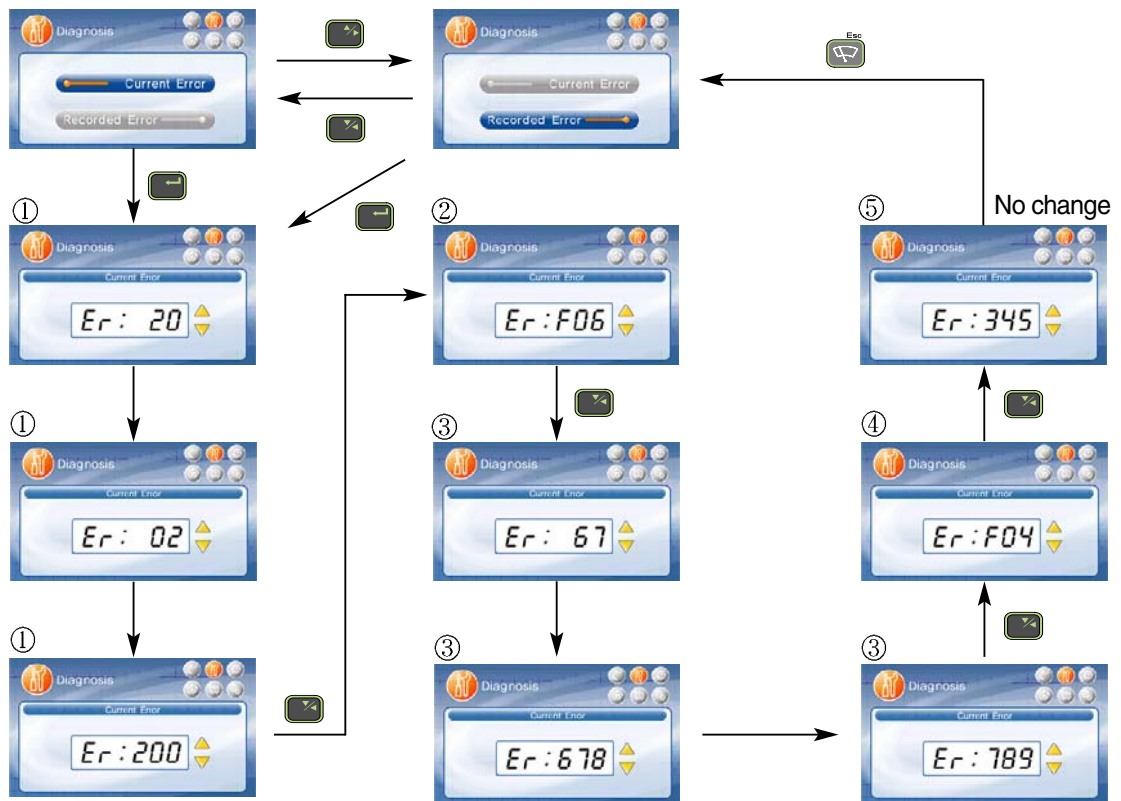 Diagnosis
Current Error
Recorded Error
Diagnosis
Current Error
Recorded Error
Esc
①
Diagnosis
Current Error
Er: 20
②
Diagnosis
Current Error
Er:F06
⑤
No change
Diagnosis
Current Error
Er:345
①
Diagnosis
Current Error
Er: 02
③
Diagnosis
Current Error
Er: 67
④
Diagnosis
Current Error
Er:F04
①
Diagnosis
Current Error
Er:200
③
Diagnosis
Current Error
Er:678
③
Diagnosis
Current Error
Er:789